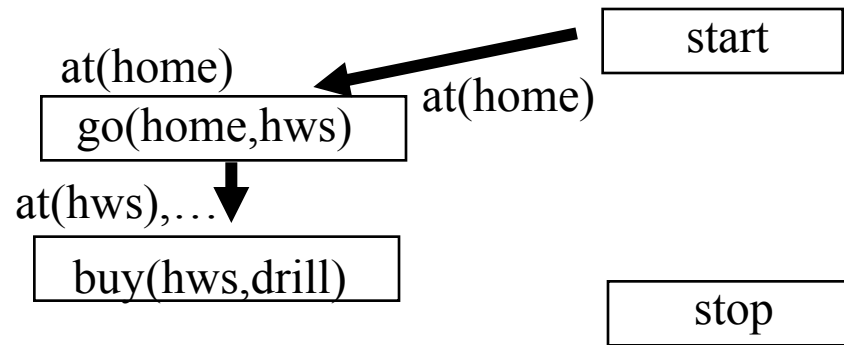 start
at(home)
at(home)
go(home,hws)
at(hws),…
buy(hws,drill)
stop